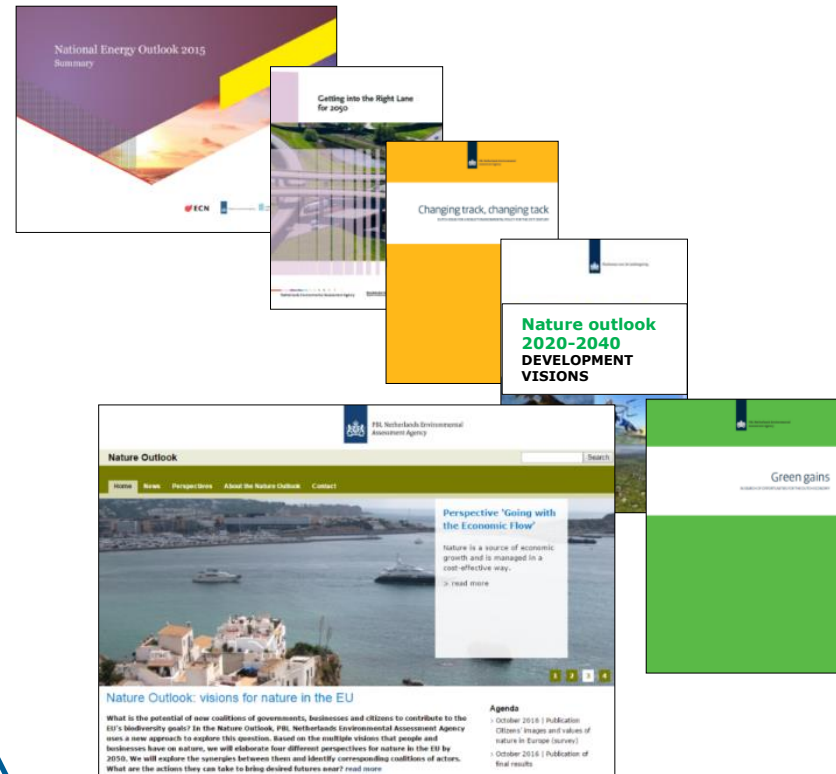 National Energy Outlook 2015
Summary
ECN
Getting into the Right Lane
for 2050
Netherlands Environmental Assessment Agency
Changing track, changing tack
Nature outlook
2020-2040
DEVELOPMENT
VISIONS
Green gains
PBL Netherlands Environmental
Assessment Agency
Nature Outlook
Search
Home News Perspectives About the Nature Outlook Contact
Perspective 'Going with
the Economic Flow'
Nature is a source of economic
growth and is managed in a
cost-effective way.
> read more
1 2 3 4
Nature Outlook: visions for nature in the EU
What is the potential of new coalitions of governments, businesses and citizens to contribute to the
EU's biodiversity goals? In the Nature Outlook, PBL Netherlands Environmental Assessment Agency
uses a new approach to explore this question. Based on the multiple visions that people and
businesses have on nature, we will elaborate four different perspectives for nature in the EU by
2050. We will explore the synergies between them and identify corresponding coalitions of actors.
What are the actions they can take to bring desired futures near? read more
Agenda
› October 2016 | Publication
Citizens' images and values of
nature in Europe (survey)
› October 2016 | Publication of
final results